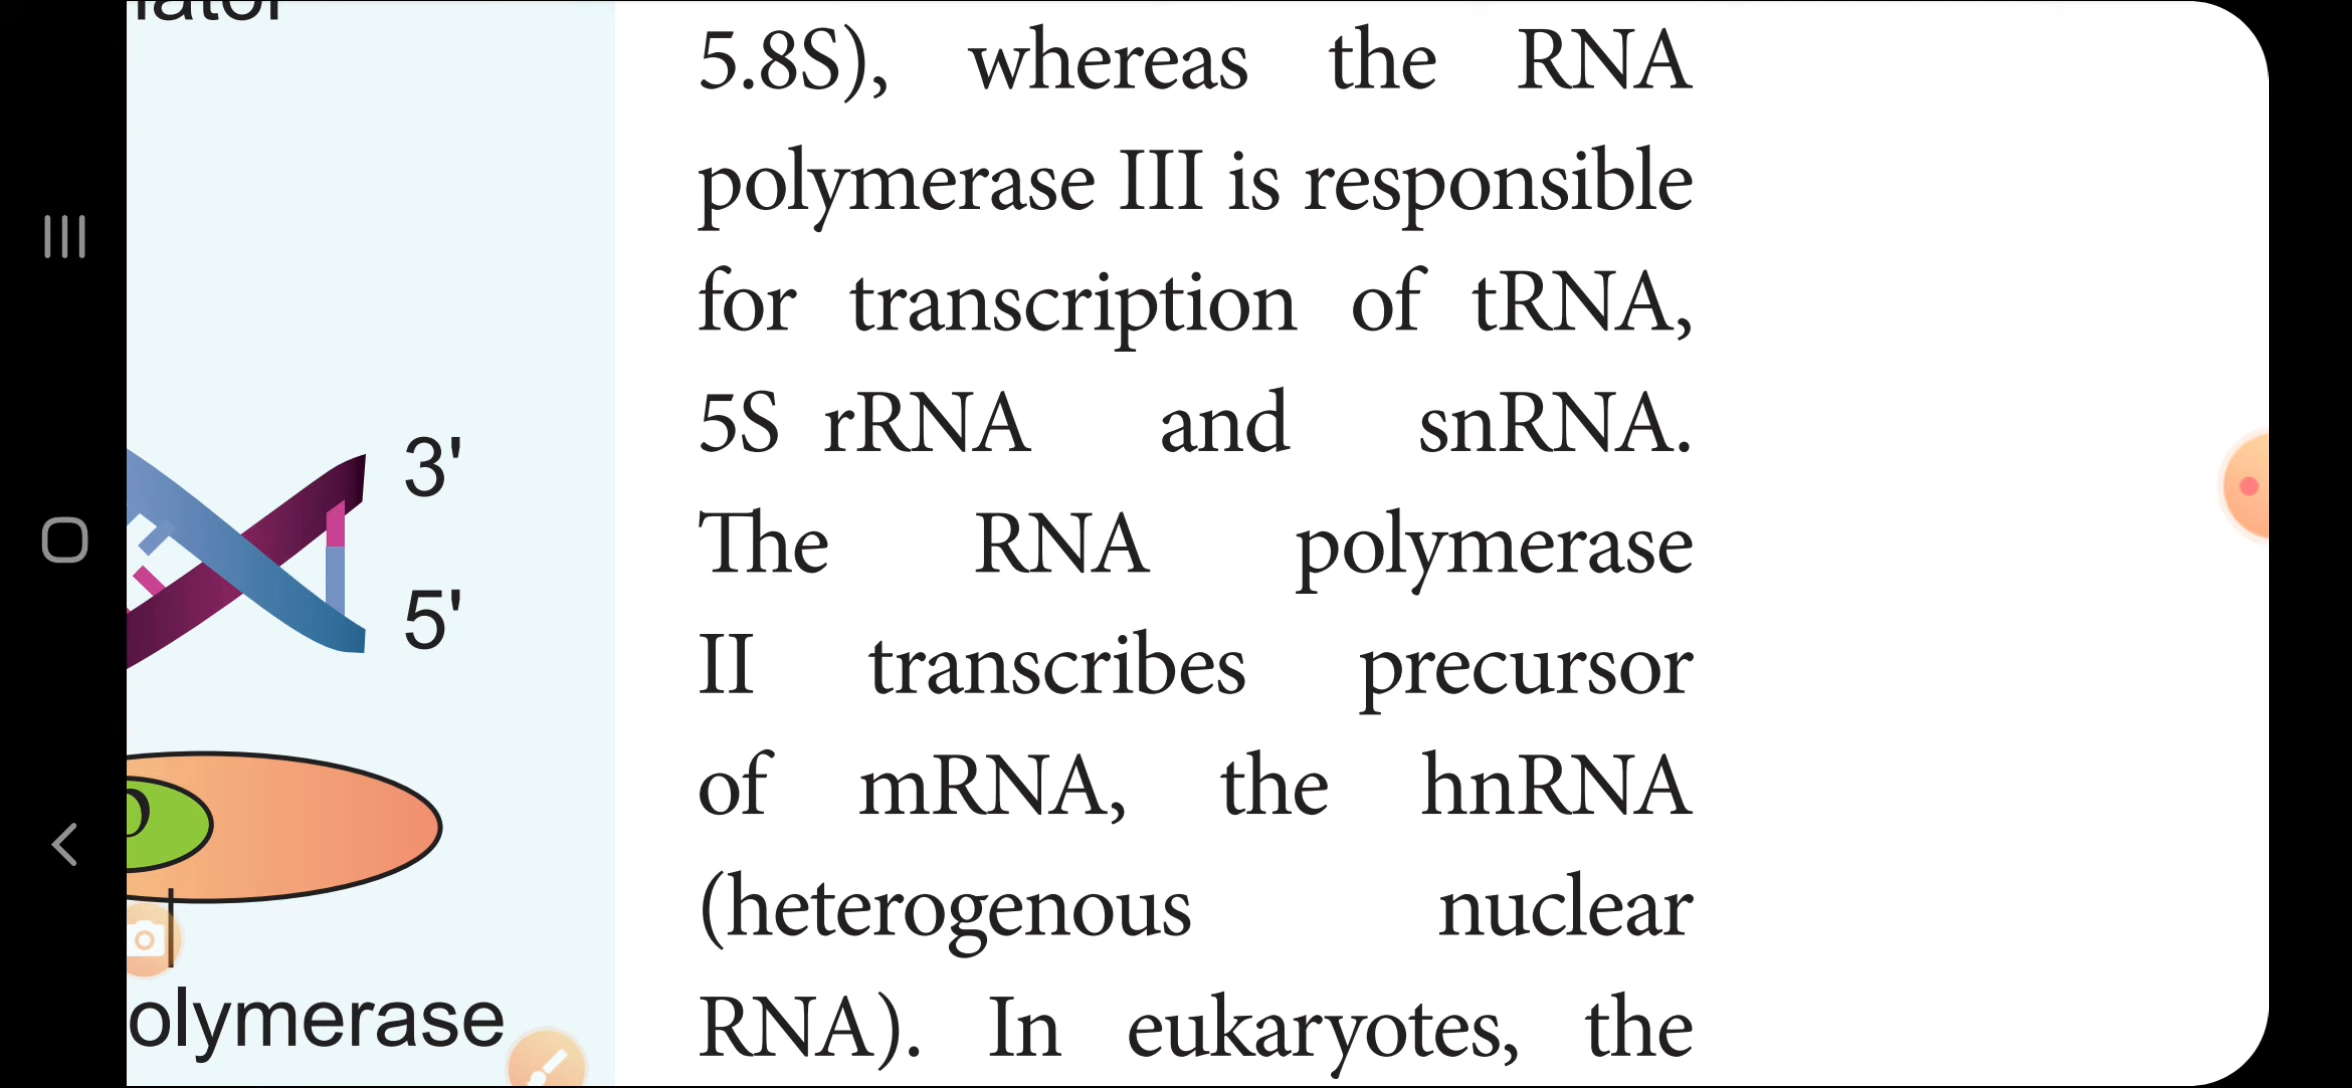 5.8S), whereas the RNA
polymerase III is responsible
for transcription of tRNA,
5S rRNA and snRNA.
The RNA polymerase
II transcribes precursor
of mRNA, the hnRNA
(heterogenous nuclear
RNA). In eukaryotes, the
3'
5'
olymerase